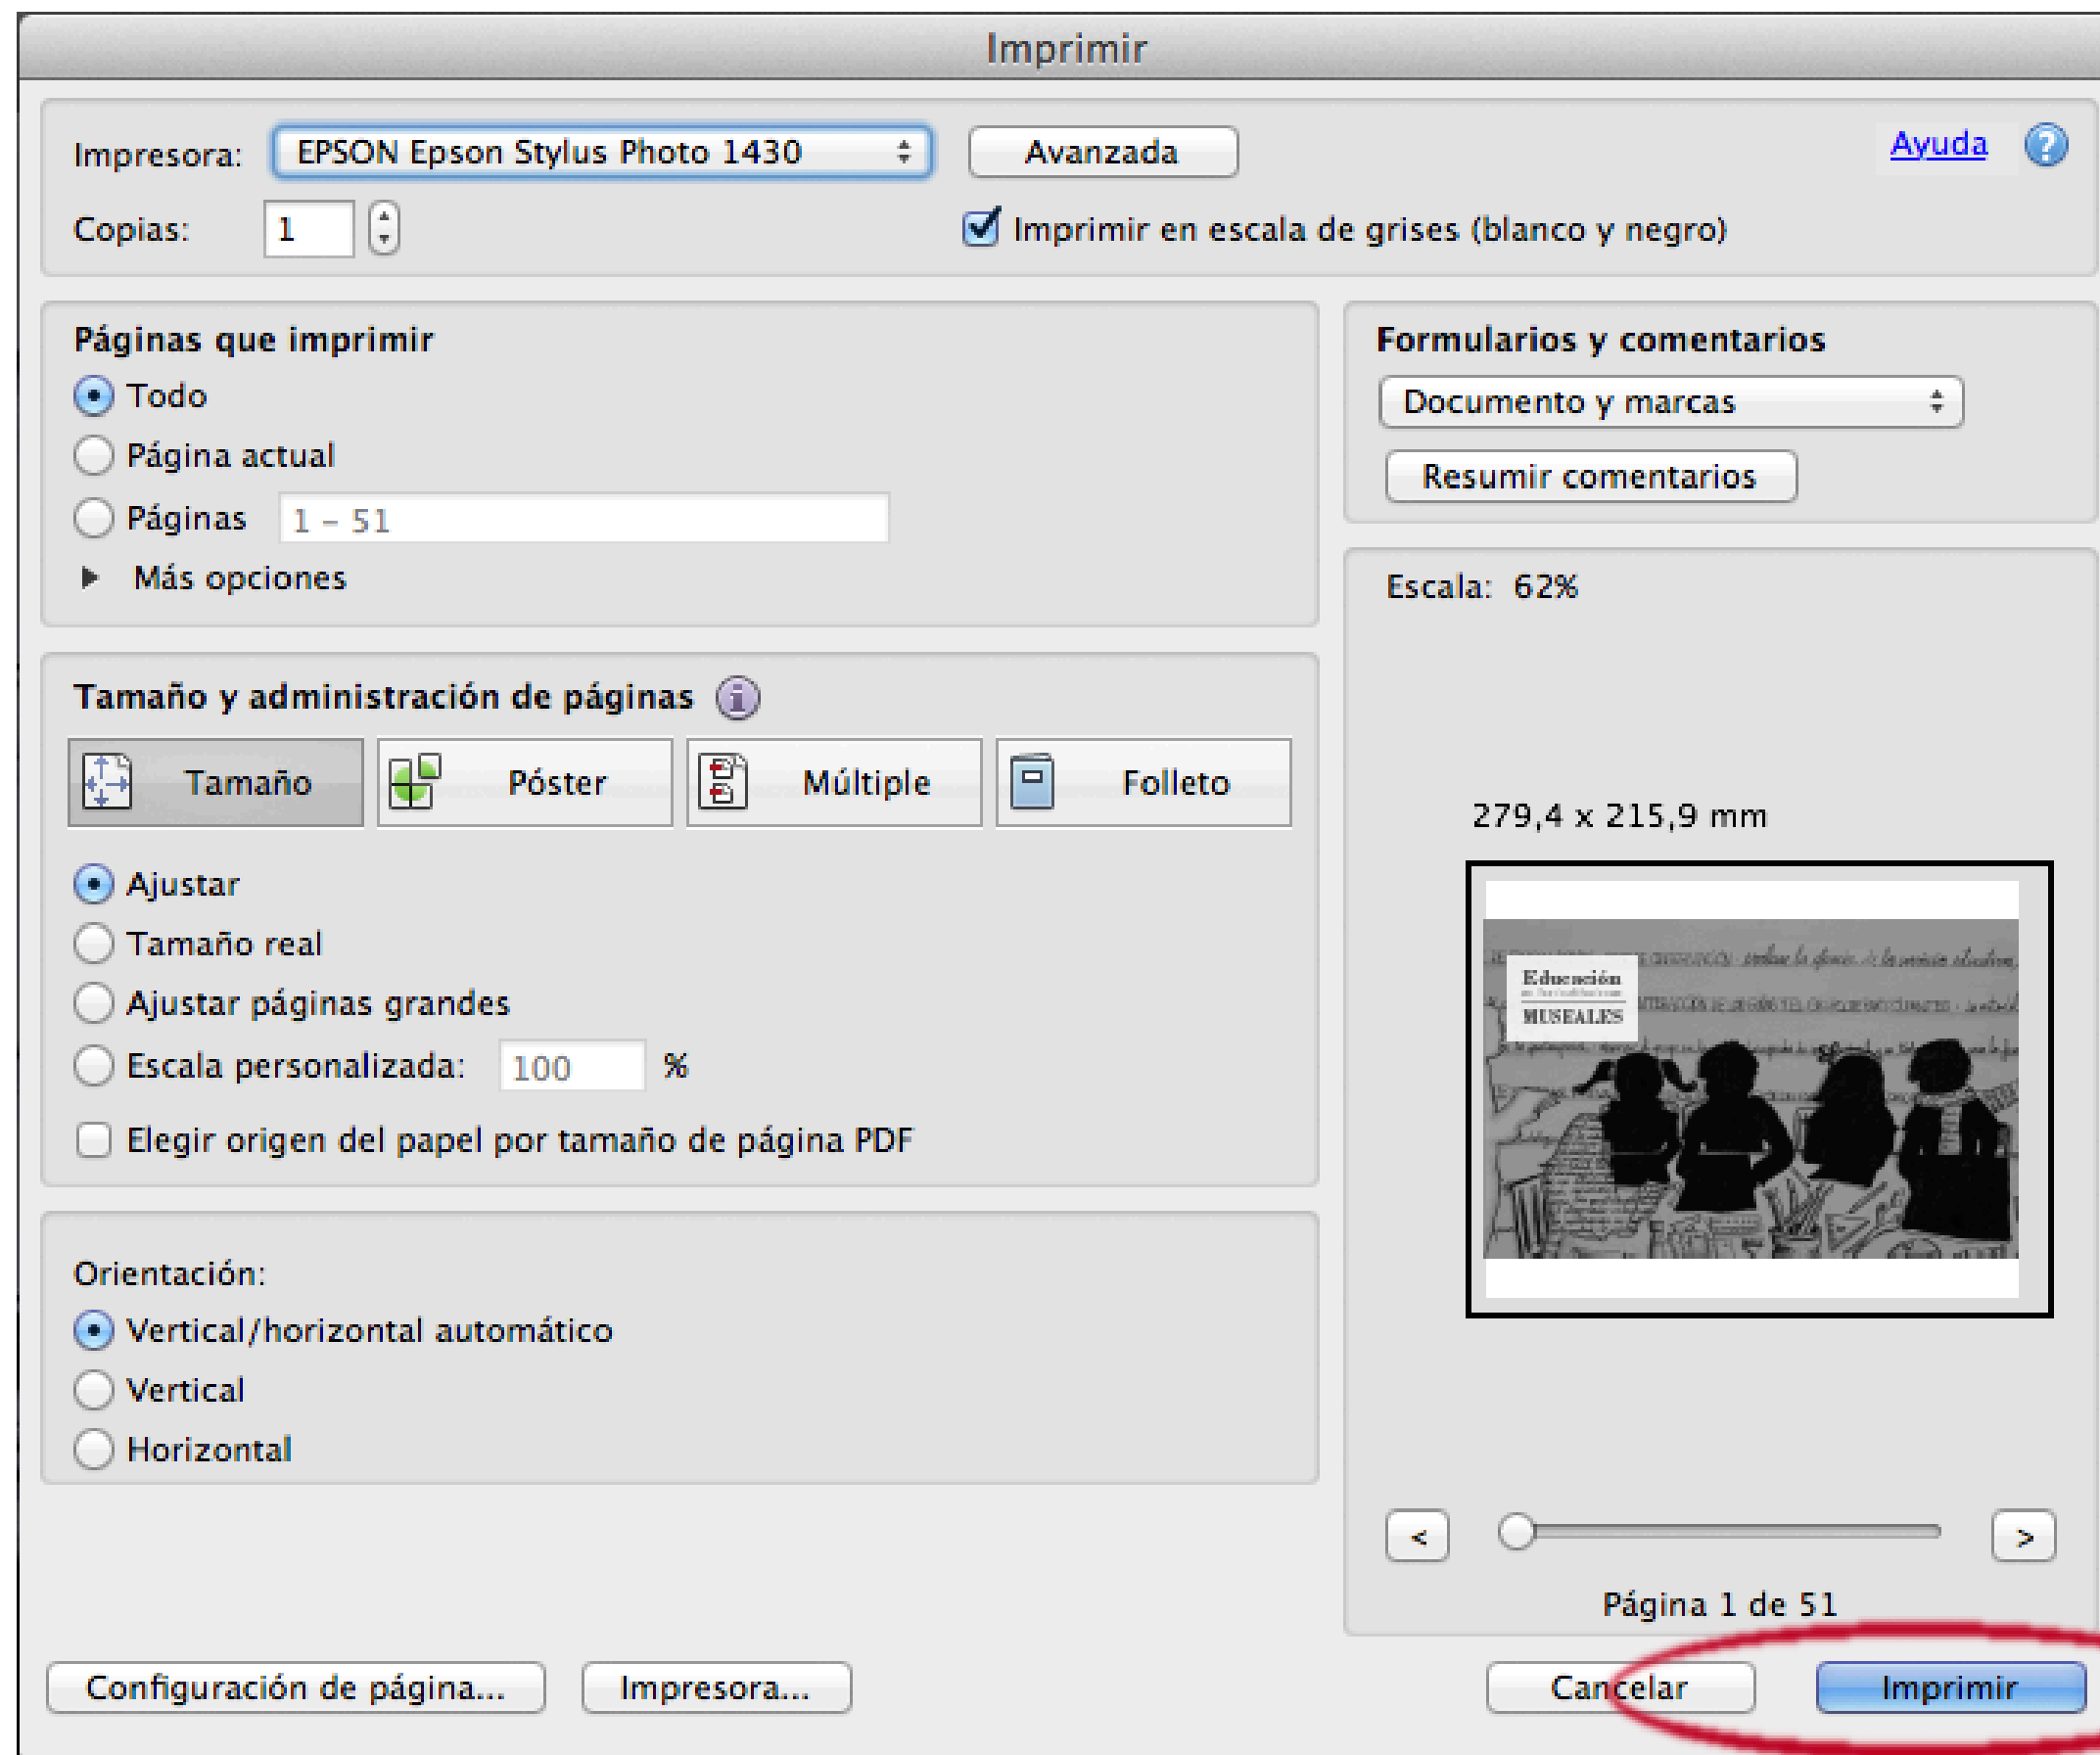 Imprimir
Impresora: EPSON Epson Stylus Photo 1430 Avanzada Ayuda ?
Copias: 1 Imprimir en escala de grises (blanco y negro)
Páginas que imprimir
Todo
Página actual
Páginas 1 – 51
Más opciones
Formularios y comentarios
Documento y marcas
Resumir comentarios
Tamaño y administración de páginas i
Tamaño Póster Múltiple Folleto
Ajustar
Tamaño real
Ajustar páginas grandes
Escala personalizada: 100 %
Elegir origen del papel por tamaño de página PDF
Orientación:
Vertical/horizontal automático
Vertical
Horizontal
Escala: 62%
279,4 x 215,9 mm
Educación
MUSEALES
< >
Página 1 de 51
Configuración de página... Impresora... Cancelar Imprimir